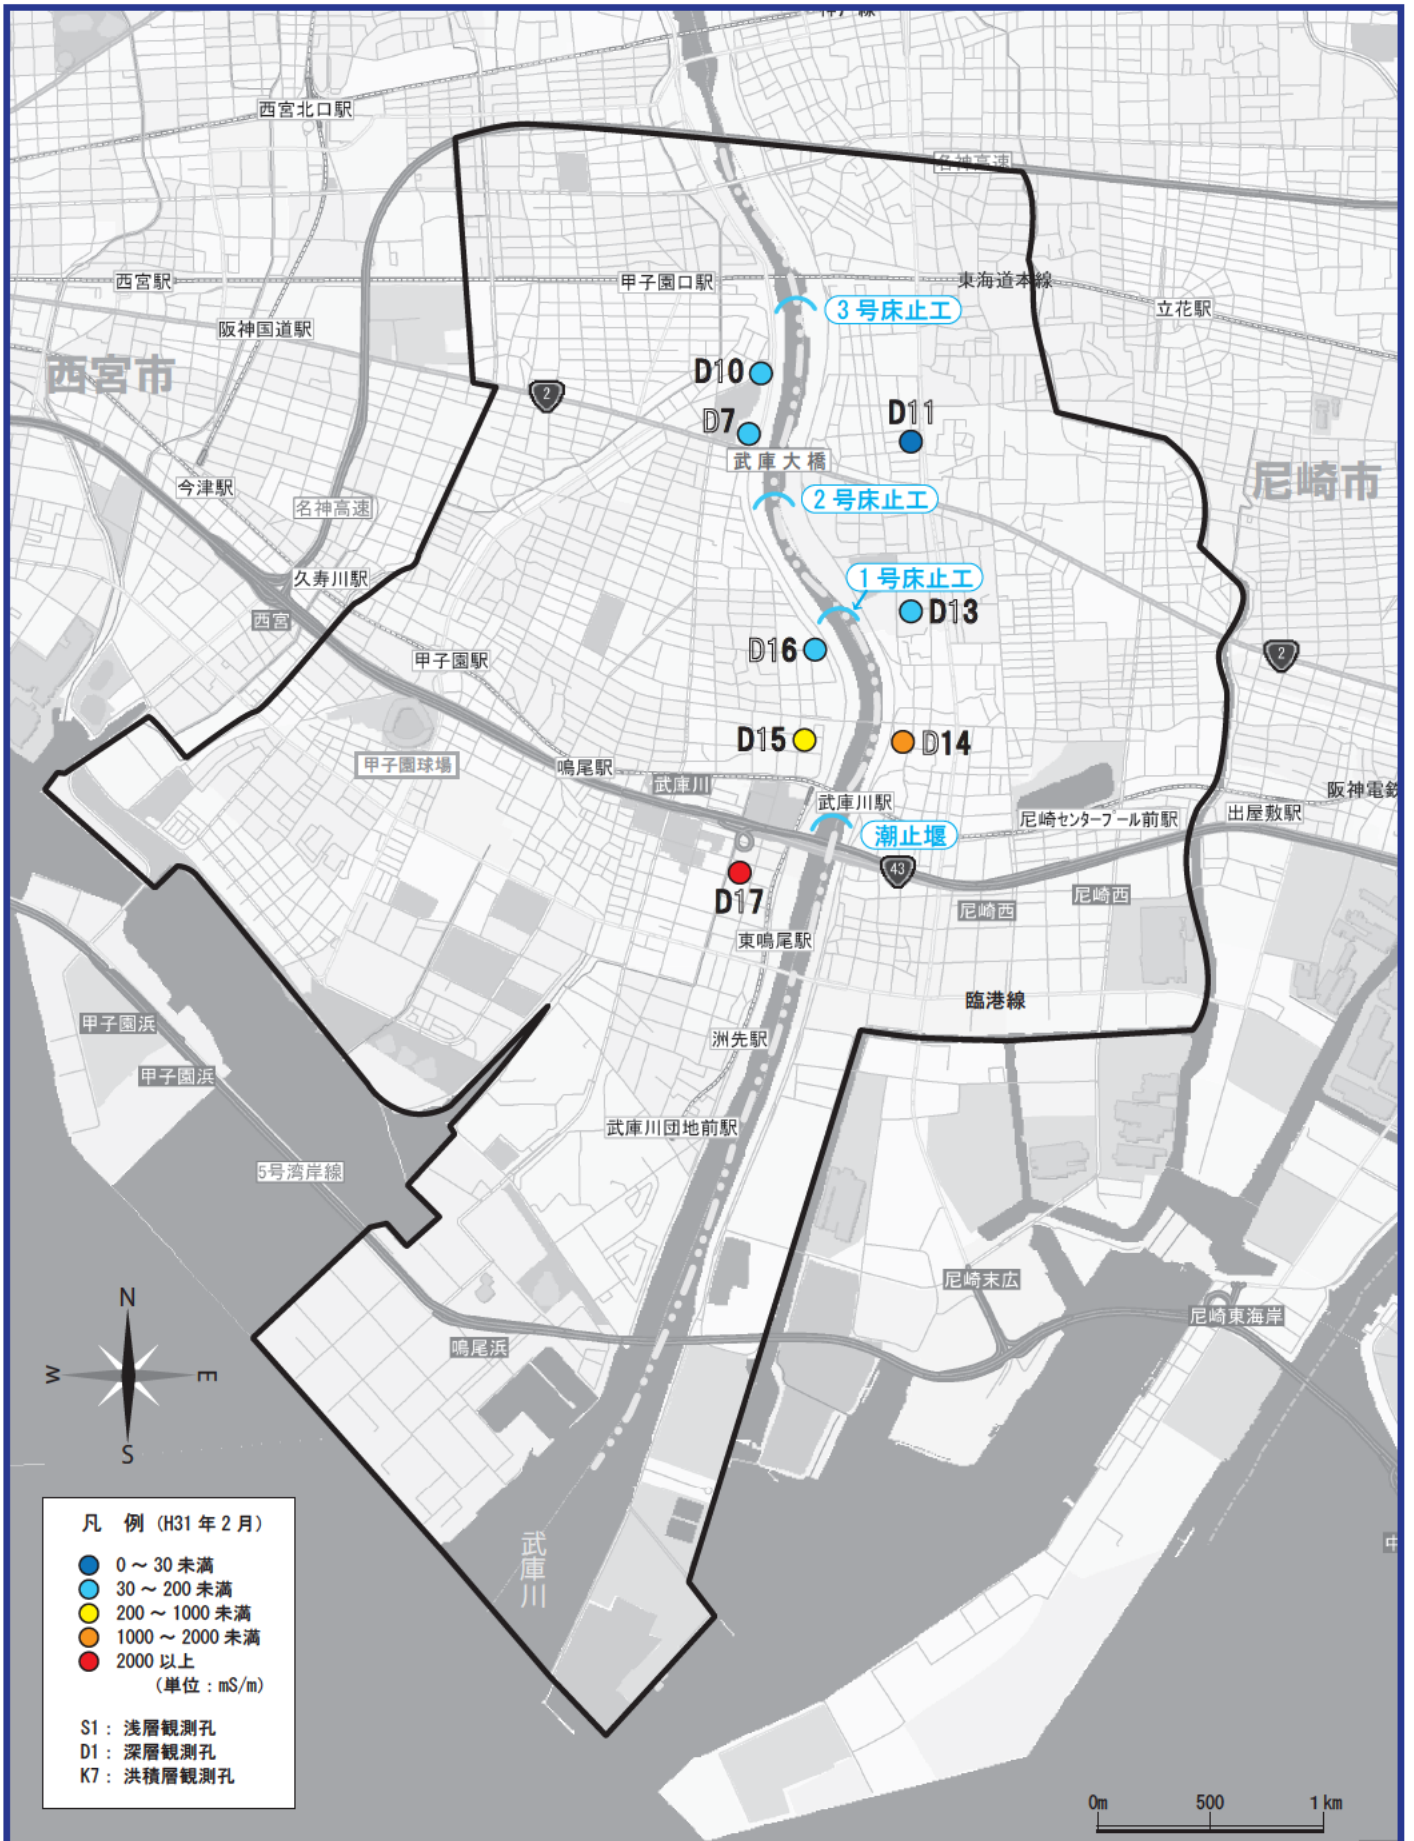 西宮北口駅
名神高速
西宮駅
甲子園口駅
東海道本線
3号床止工
立花駅
阪神国道駅
西宮市
D10
2
D7
D11
武庫大橋
尼崎市
今津駅
名神高速
2号床止工
久寿川駅
1号床止工
西宮
D13
甲子園駅
D16
2
D15
D14
甲子園球場
鳴尾駅
武庫川
武庫川駅
阪神電鉄
尼崎センタープール前駅
出屋敷駅
潮止堰
43
D17
尼崎西
尼崎西
東鳴尾駅
臨港線
甲子園浜
洲先駅
甲子園浜
武庫川団地前駅
5号湾岸線
尼崎末広
N
尼崎東海岸
鳴尾浜
W
E
S
武庫川
凡 例 (H31年2月)
0～30未満
30～200未満
200～1000未満
1000～2000未満
2000以上
(単位：mS/m)
S1：浅層観測孔
D1：深層観測孔
K7：洪積層観測孔
0m 500 1km